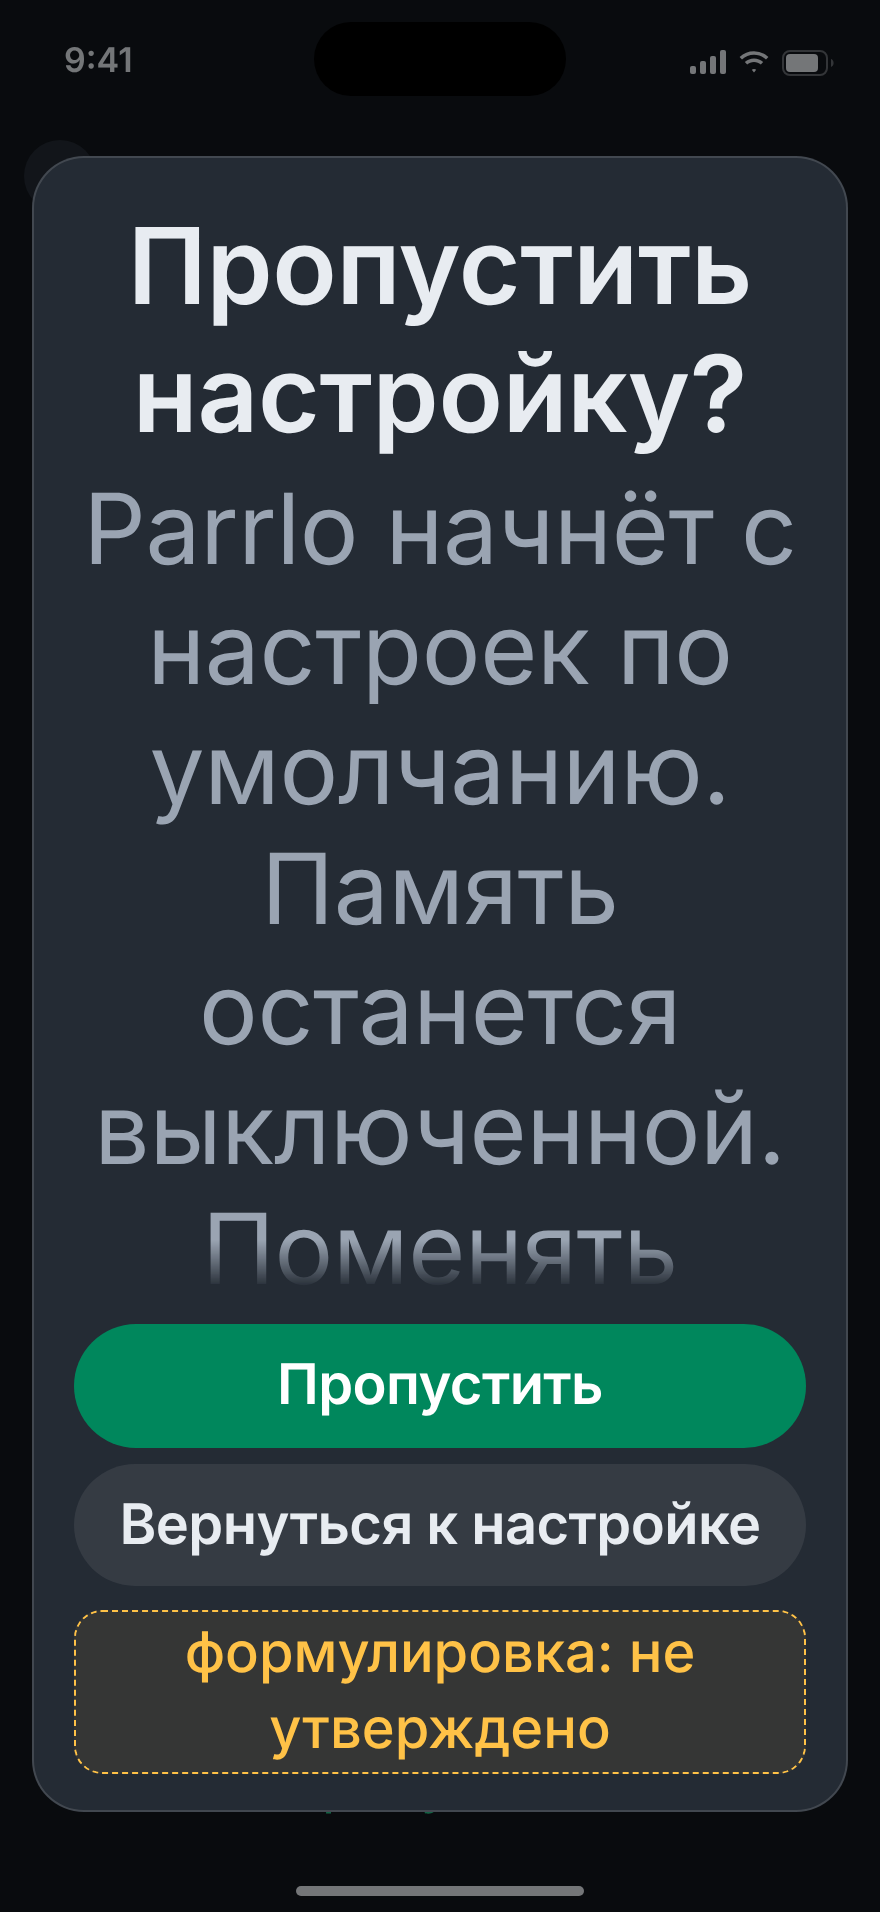 9:41
Пропустить
настройку?
Parrlo начнёт с
настроек по
умолчанию.
Память
останется
выключенной.
Поменять
Пропустить
Вернуться к настройке
формулировка: не
утверждено